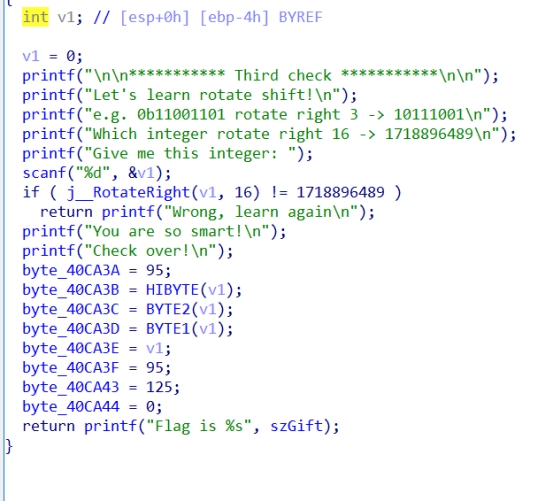 int v1; // [esp+0h] [ebp-4h] BYREF
v1 = 0;
printf("\n\n*********** Third check ***********\n\n");
printf("Let's learn rotate shift!\n");
printf("e.g. 0b11001101 rotate right 3 -> 10111001\n");
printf("Which integer rotate right 16 -> 1718896489\n");
printf("Give me this integer: ");
scanf("%d", &v1);
if ( j__RotateRight(v1, 16) != 1718896489 )
return printf("Wrong, learn again\n");
printf("You are so smart!\n");
printf("Check over!\n");
byte_40CA3A = 95;
byte_40CA3B = HIBYTE(v1);
byte_40CA3C = BYTE2(v1);
byte_40CA3D = BYTE1(v1);
byte_40CA3E = v1;
byte_40CA3F = 95;
byte_40CA43 = 125;
byte_40CA44 = 0;
return printf("Flag is %s", szGift);
}